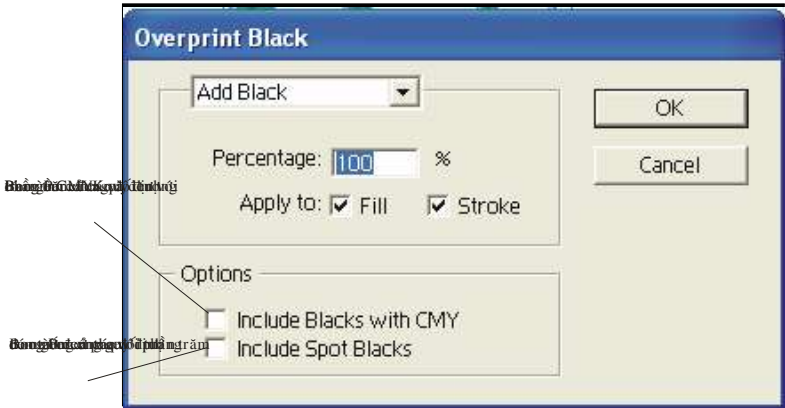 Overprint Black
Add Black
OK
Percentage: 100 %
Cancel
Apply to: Fill Stroke
Options
Include Blacks with CMY
Include Spot Blacks
trăm